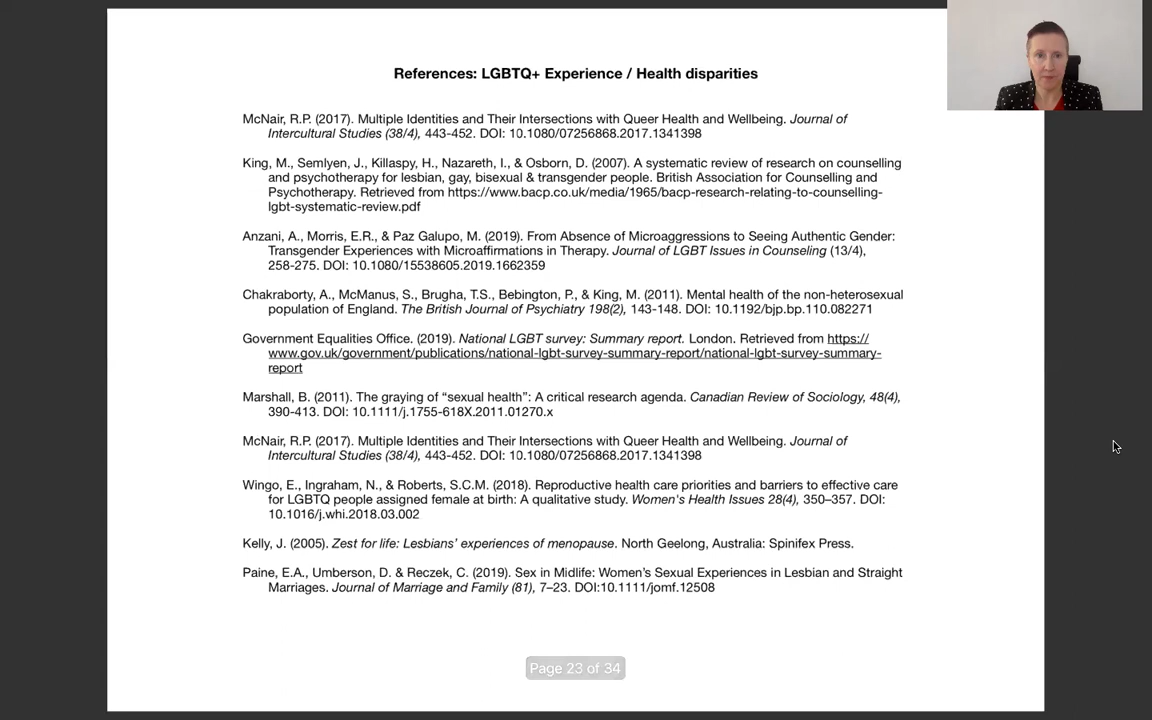 References: LGBTQ+ Experience / Health disparities
McNair, R.P. (2017). Multiple Identities and Their Intersections with Queer Health and Wellbeing. Journal of
Intercultural Studies (38/4), 443-452. DOI: 10.1080/07256868.2017.1341398
King, M., Semlyen, J., Killaspy, H., Nazareth, I., & Osborn, D. (2007). A systematic review of research on counselling
and psychotherapy for lesbian, gay, bisexual & transgender people. British Association for Counselling and
Psychotherapy. Retrieved from https://www.bacp.co.uk/media/1965/bacp-research-relating-to-counselling-
lgbt-systematic-review.pdf
Anzani, A., Morris, E.R., & Paz Galupo, M. (2019). From Absence of Microaggressions to Seeing Authentic Gender:
Transgender Experiences with Microaffirmations in Therapy. Journal of LGBT Issues in Counseling (13/4),
258-275. DOI: 10.1080/15538605.2019.1662359
Chakraborty, A., McManus, S., Brugha, T.S., Bebington, P., & King, M. (2011). Mental health of the non-heterosexual
population of England. The British Journal of Psychiatry 198(2), 143-148. DOI: 10.1192/bjp.bp.110.082271
Government Equalities Office. (2019). National LGBT survey: Summary report. London. Retrieved from https://
www.gov.uk/government/publications/national-lgbt-survey-summary-report/national-lgbt-survey-summary-
report
Marshall, B. (2011). The graying of “sexual health”: A critical research agenda. Canadian Review of Sociology, 48(4),
390-413. DOI: 10.1111/j.1755-618X.2011.01270.x
McNair, R.P. (2017). Multiple Identities and Their Intersections with Queer Health and Wellbeing. Journal of
Intercultural Studies (38/4), 443-452. DOI: 10.1080/07256868.2017.1341398
Wingo, E., Ingraham, N., & Roberts, S.C.M. (2018). Reproductive health care priorities and barriers to effective care
for LGBTQ people assigned female at birth: A qualitative study. Women's Health Issues 28(4), 350–357. DOI:
10.1016/j.whi.2018.03.002
Kelly, J. (2005). Zest for life: Lesbians’ experiences of menopause. North Geelong, Australia: Spinifex Press.
Paine, E.A., Umberson, D. & Reczek, C. (2019). Sex in Midlife: Women’s Sexual Experiences in Lesbian and Straight
Marriages. Journal of Marriage and Family (81), 7–23. DOI:10.1111/jomf.12508
Page 23 of 34